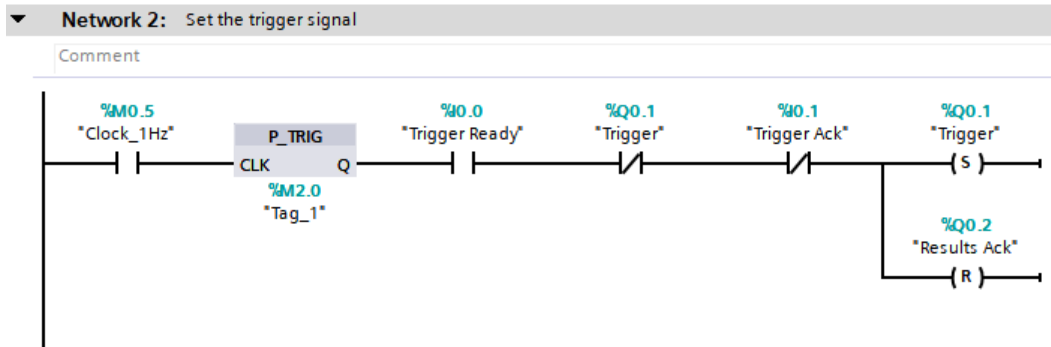 Network 2: Set the trigger signal
Comment
%M0.5
"Clock_1Hz"
P_TRIG
CLK Q
%M2.0
"Tag_1"
%I0.0
"Trigger Ready"
%Q0.1
"Trigger"
%I0.1
"Trigger Ack"
%Q0.1
"Trigger"
S
%Q0.2
"Results Ack"
R